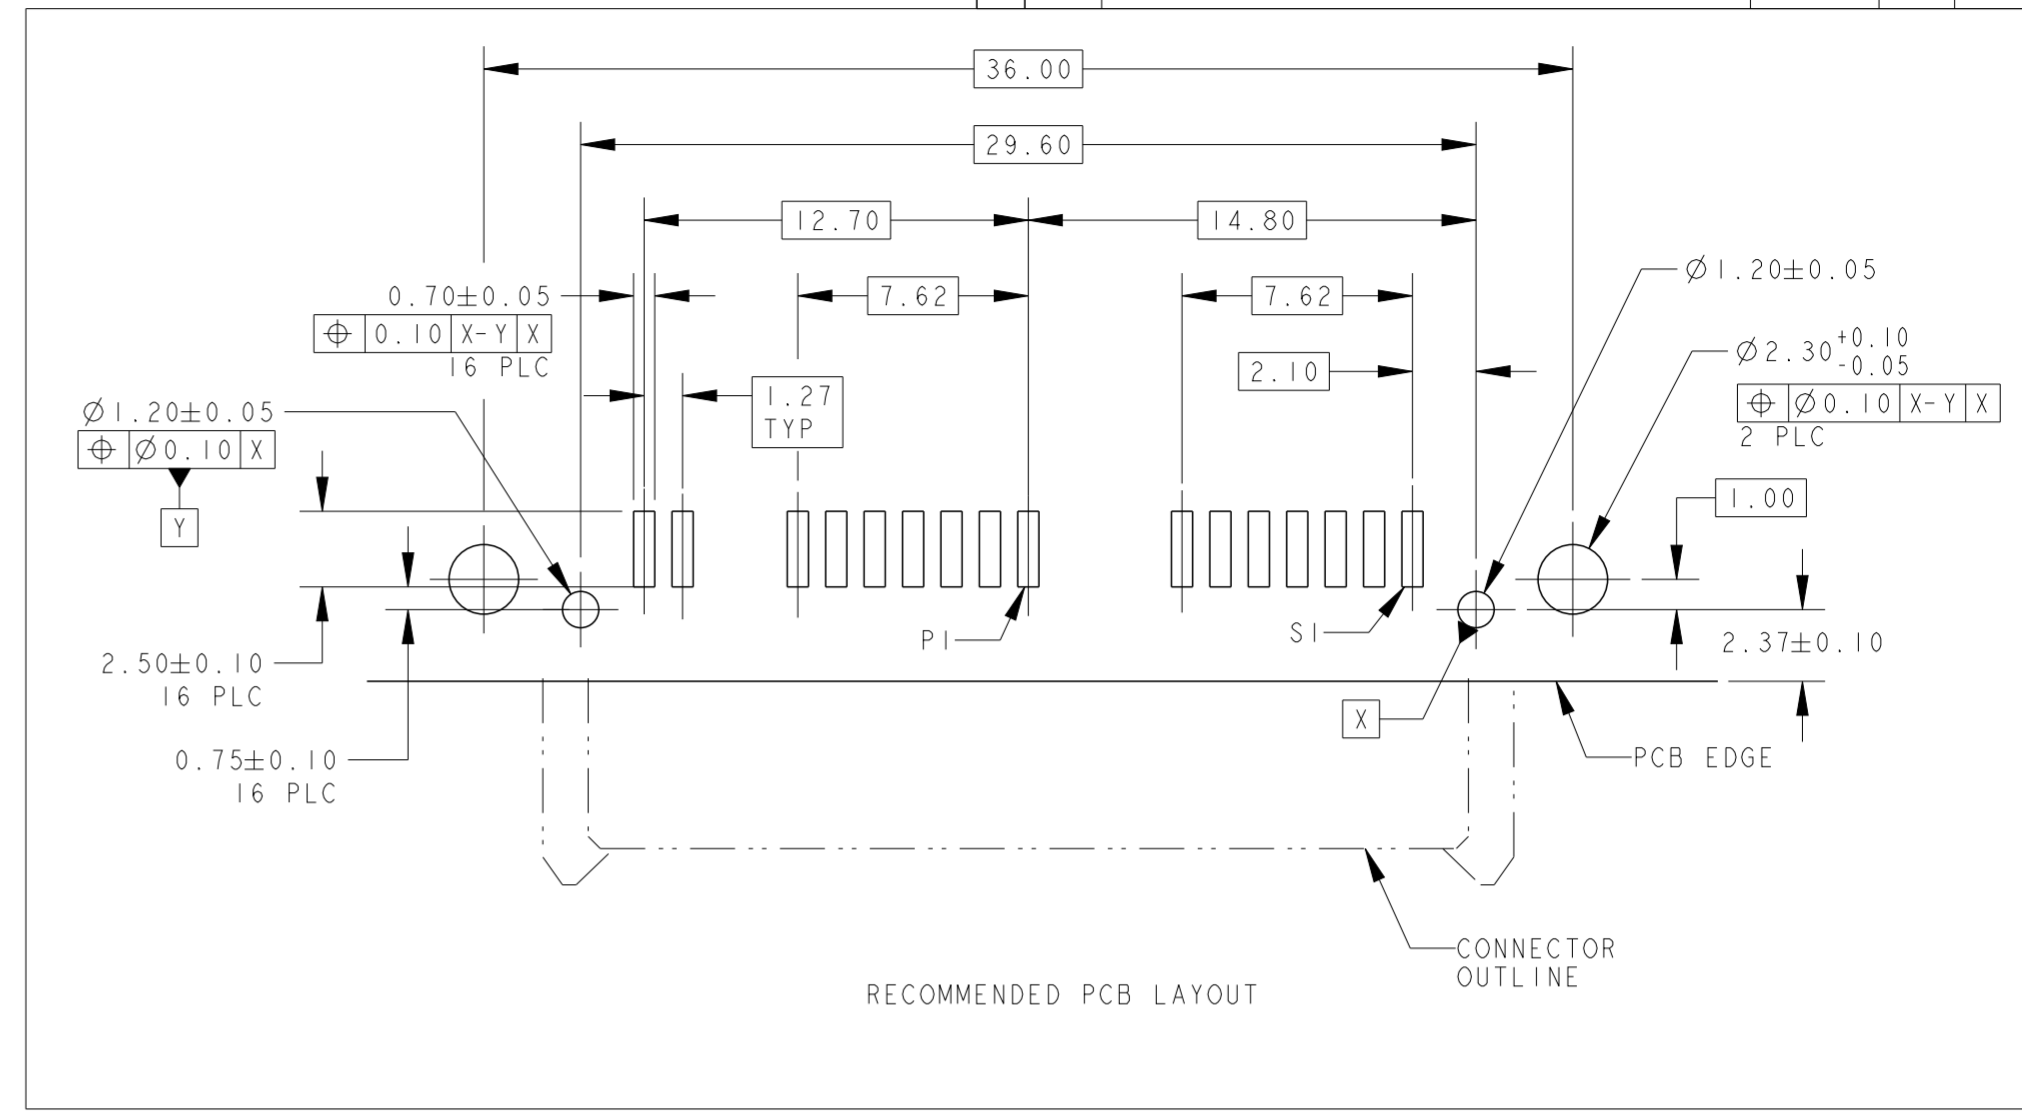 36.00
29.60
12.70
14.80
Ø1.20±0.05
0.70±0.05
7.62
7.62
⌖ 0.10 X-Y X
16 PLC
Ø2.30 +0.10
-0.05
2.10
1.27
TYP
⌖ Ø0.10 X-Y X
2 PLC
Ø1.20±0.05
⌖ Ø0.10 X
Y
1.00
P1
S1
2.37±0.10
2.50±0.10
16 PLC
X
0.75±0.10
16 PLC
PCB EDGE
CONNECTOR
OUTLINE
RECOMMENDED PCB LAYOUT